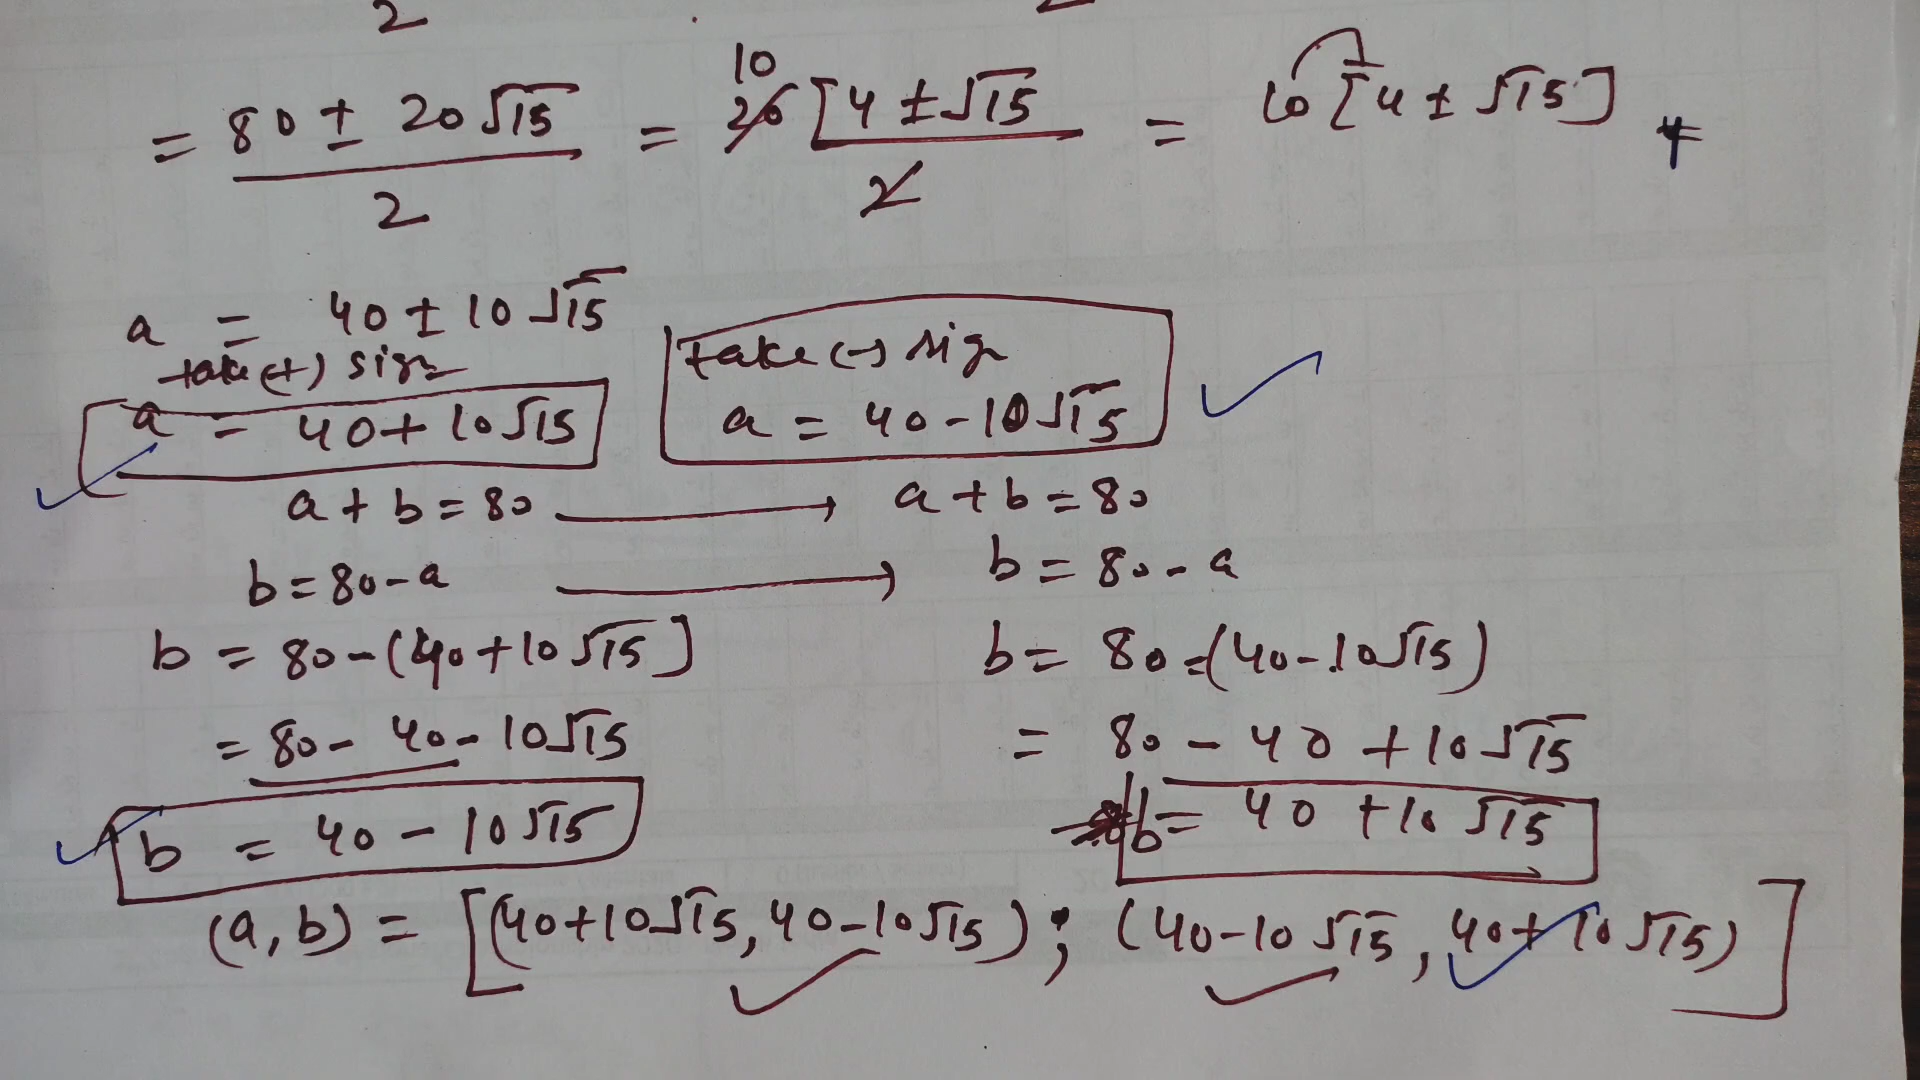 2
= 80 ± 20√15 / 2 = 10 20 [4 ± √15 / 2 = 10 [4 ± √15]
a = 40 ± 10√15
take (+) sign
a = 40 + 10√15
take (-) sign
a = 40 - 10√15
a + b = 80 → a + b = 80
b = 80 - a → b = 80 - a
b = 80 - (40 + 10√15]
b = 80 - (40 - 10√15)
= 80 - 40 - 10√15
= 80 - 40 + 10√15
b = 40 - 10√15
b = 40 + 10√15
(a, b) = [(40+10√15, 40-10√15) ; (40-10√15, 40+10√15)]